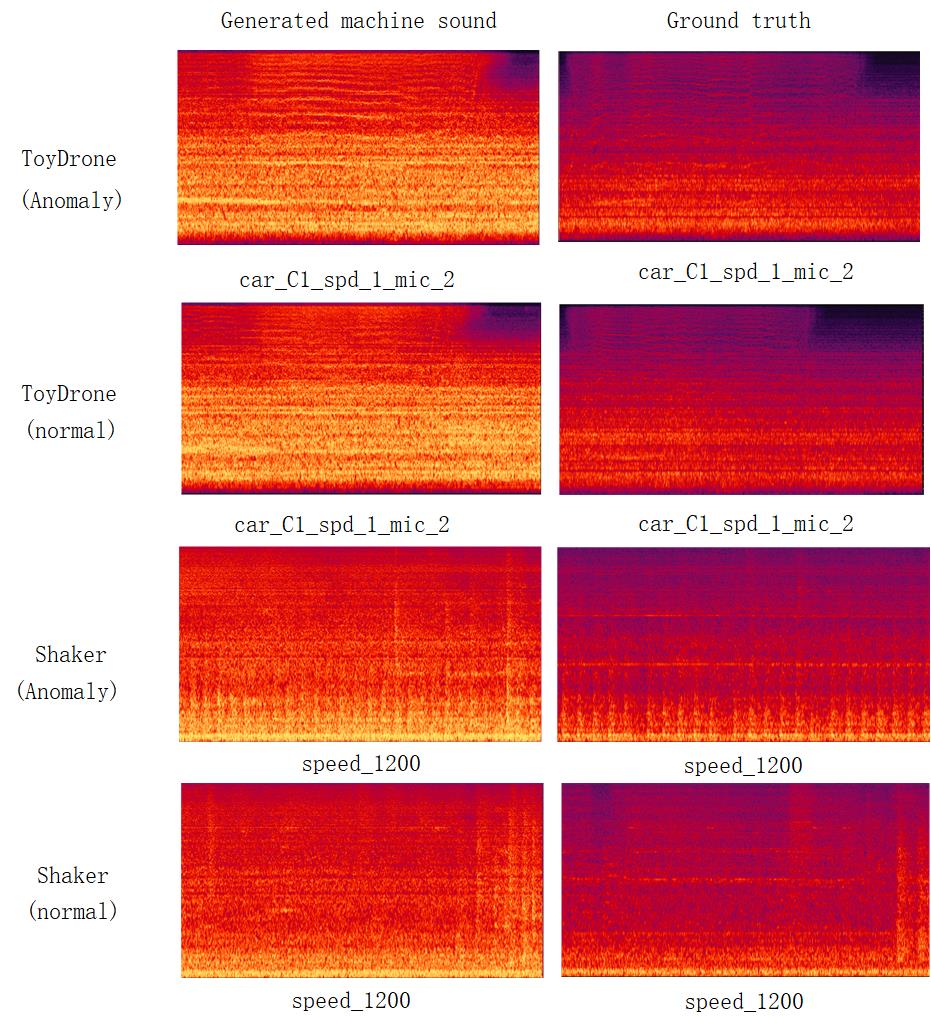 Generated machine sound
Ground truth
ToyDrone
(Anomaly)
car_C1_spd_1_mic_2
car_C1_spd_1_mic_2
ToyDrone
(normal)
car_C1_spd_1_mic_2
car_C1_spd_1_mic_2
Shaker
(Anomaly)
speed_1200
speed_1200
Shaker
(normal)
speed_1200
speed_1200